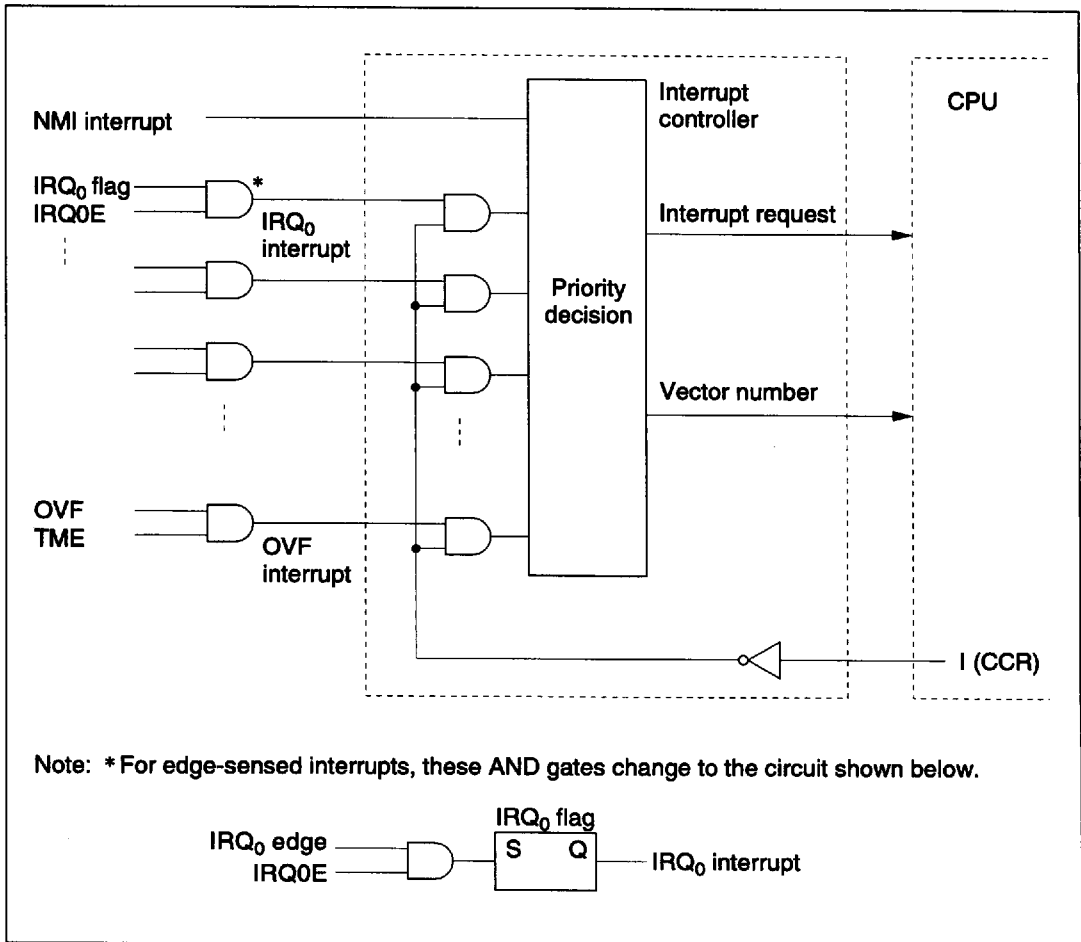 NMI interrupt
IRQ₀ flag
IRQ0E
*
IRQ₀
interrupt
OVF
TME
OVF
interrupt
Priority
decision
Interrupt
controller
Interrupt request
Vector number
CPU
I (CCR)
Note: * For edge-sensed interrupts, these AND gates change to the circuit shown below.
IRQ₀ edge
IRQ0E
IRQ₀ flag
S Q
IRQ₀ interrupt